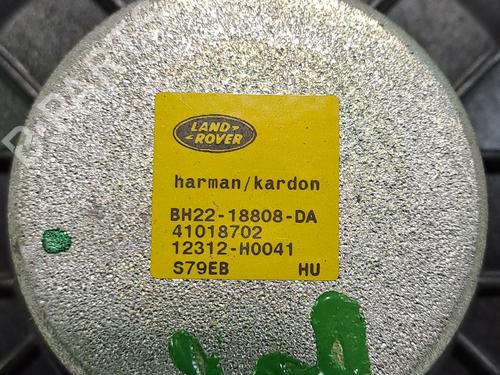 LAND
ROVER
harman/kardon
BH22-18808-DA
41018702
12312-H0041
S79EB HU